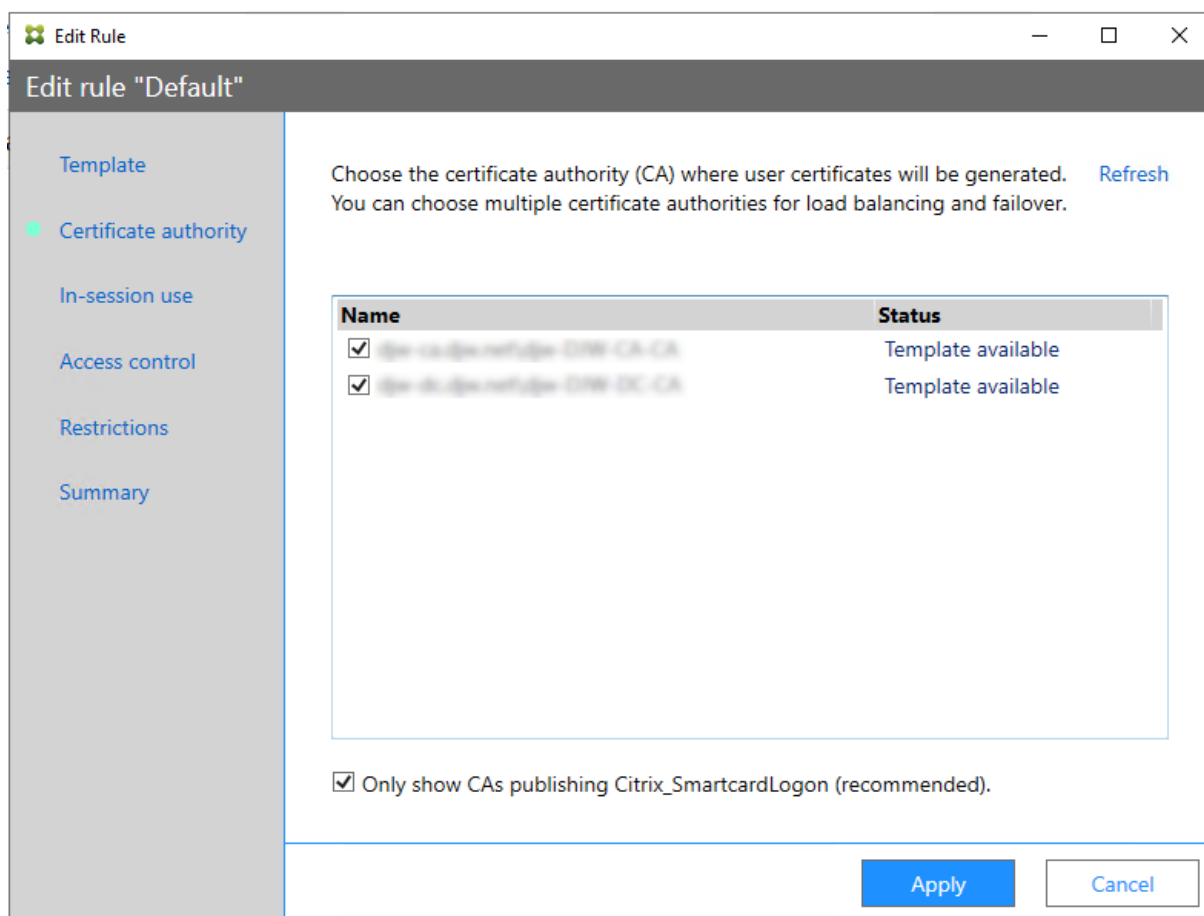 Edit Rule
Edit rule "Default"
Template
Certificate authority
In-session use
Access control
Restrictions
Summary
Choose the certificate authority (CA) where user certificates will be generated.
You can choose multiple certificate authorities for load balancing and failover.
Refresh
Name Status
Template available
Template available
Only show CAs publishing Citrix_SmartcardLogon (recommended).
Apply Cancel